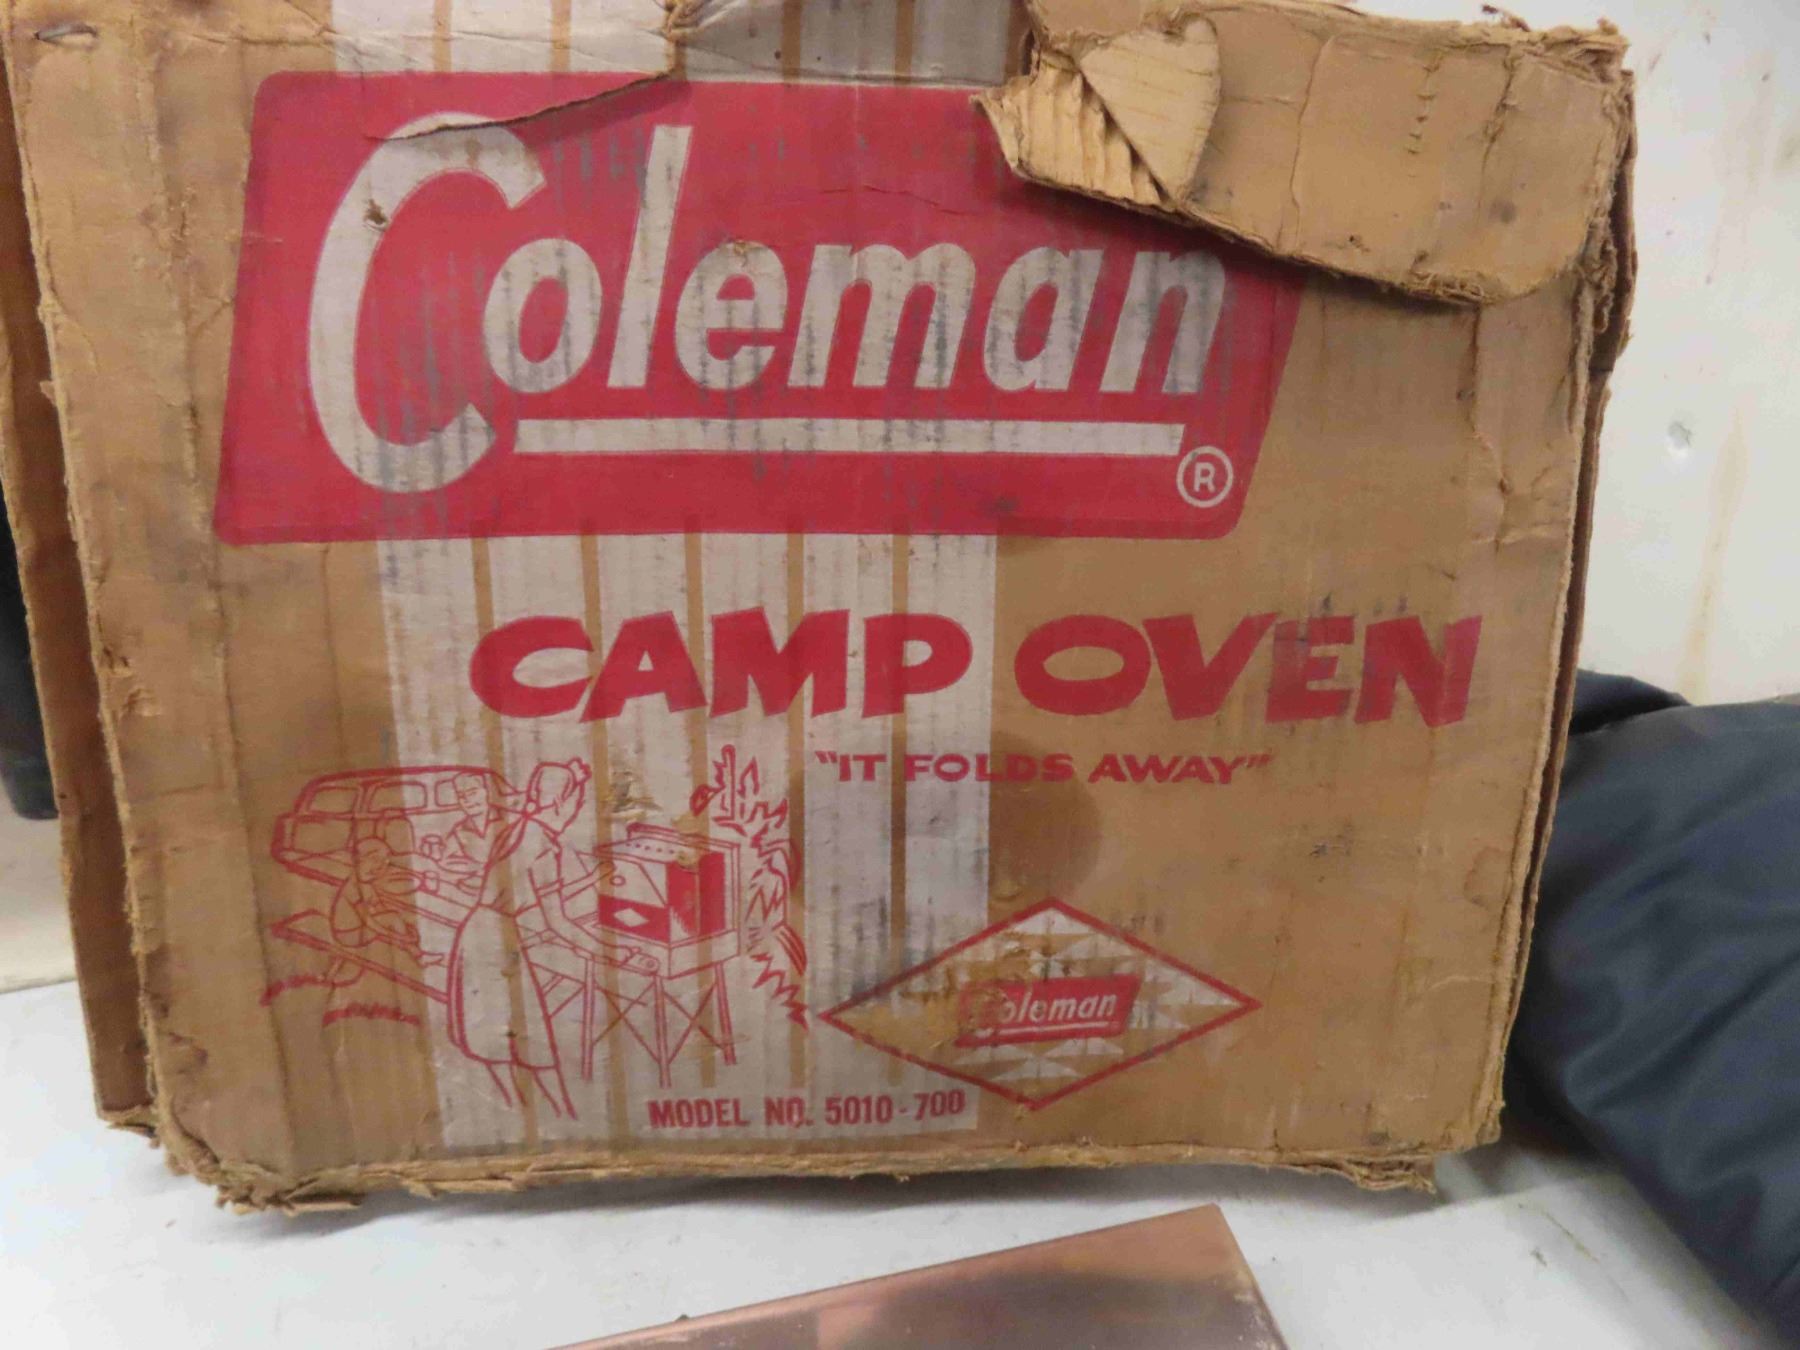 Coleman ®
CAMP OVEN
"IT FOLDS AWAY"
Coleman
MODEL NO. 5010-700